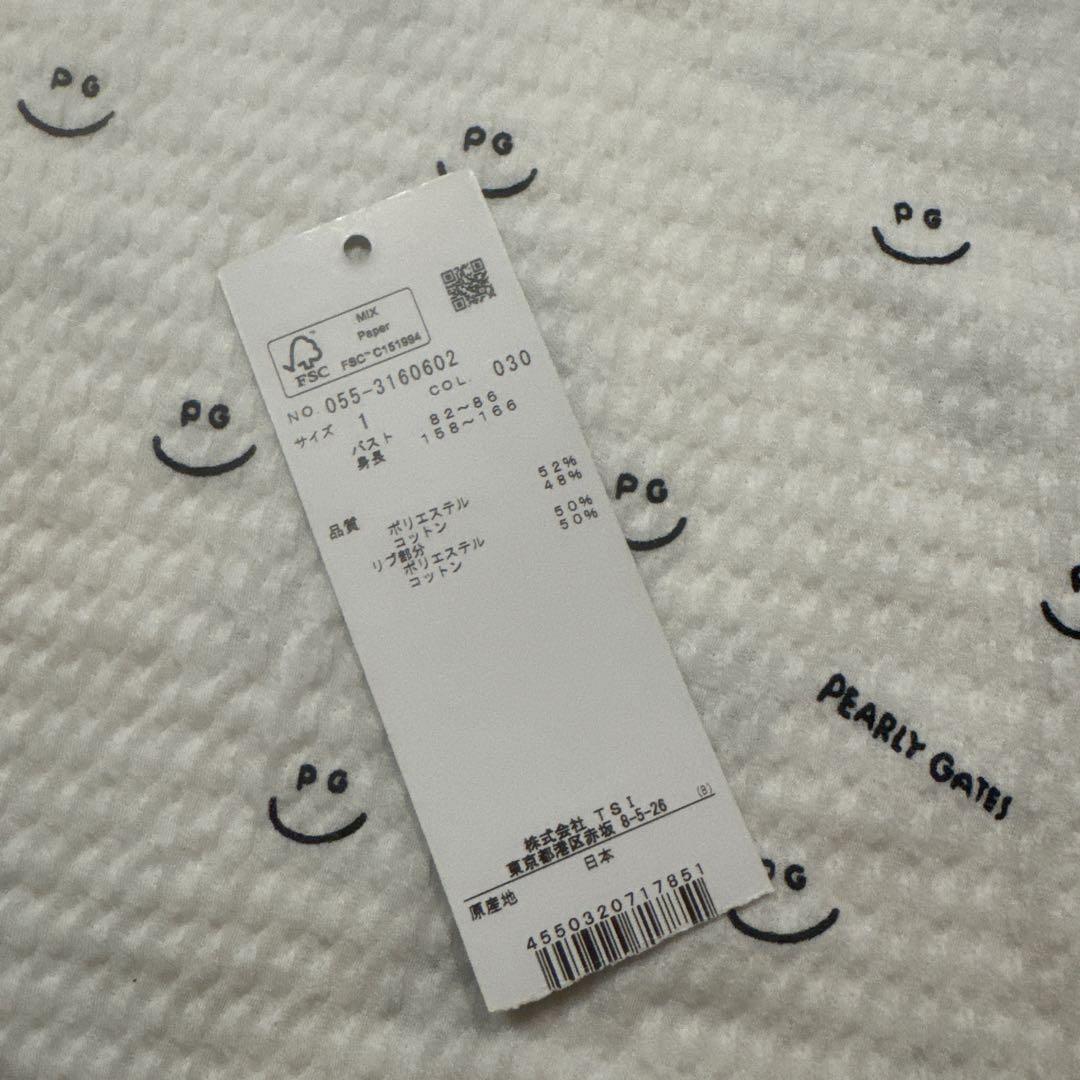 PG
PG
PG
PG
PG
PG
PG
P
PEARLY GATES
MIX
Paper
FSC™ C151994
FSC
NO. 055-3160602 COL. 030
サイズ 1
バスト 82~86
身長 158~166
品質 ポリエステル 52%
コットン 48%
リブ部分
ポリエステル 50%
コットン 50%
株式会社 TSI
東京都港区赤坂 8-5-26 (B)
原産地 日本
4550320717851